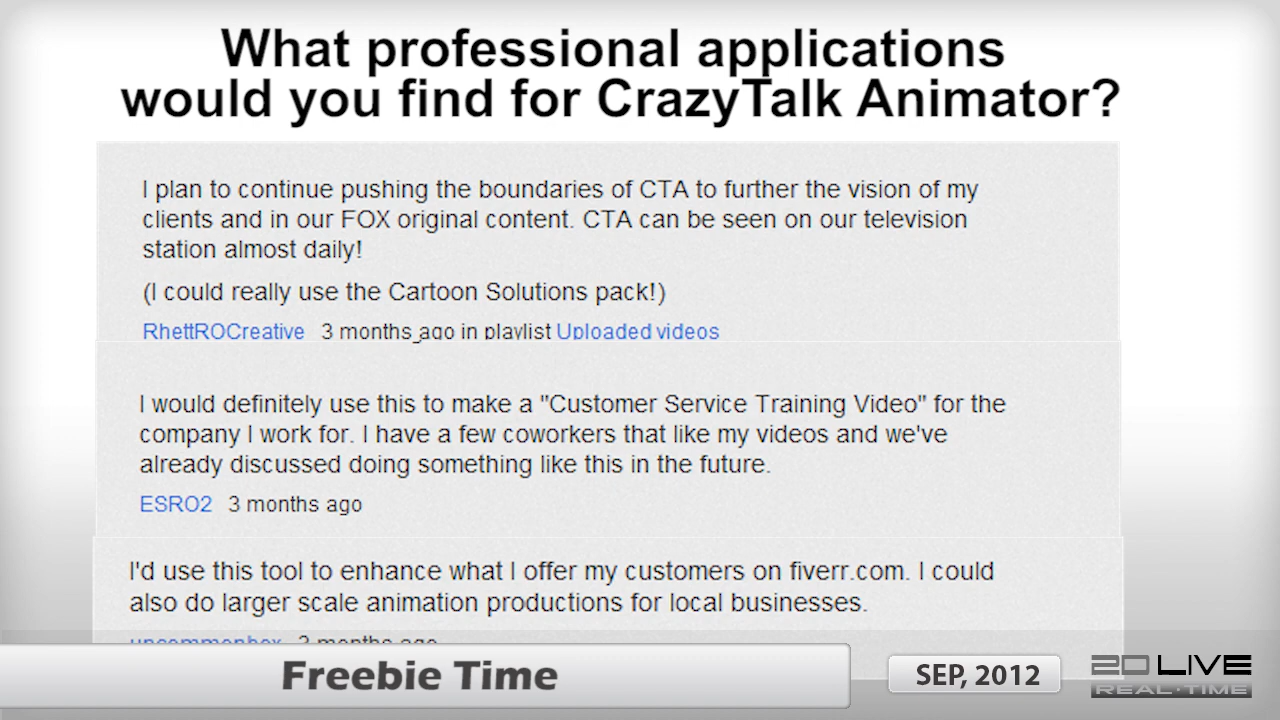 What professional applications
would you find for CrazyTalk Animator?
I plan to continue pushing the boundaries of CTA to further the vision of my
clients and in our FOX original content. CTA can be seen on our television
station almost daily!
(I could really use the Cartoon Solutions pack!)
RhettROCreative 3 months ago in playlist Uploaded videos
I would definitely use this to make a "Customer Service Training Video" for the
company I work for. I have a few coworkers that like my videos and we've
already discussed doing something like this in the future.
ESRO2 3 months ago
I'd use this tool to enhance what I offer my customers on fiverr.com. I could
also do larger scale animation productions for local businesses.
uncommonbox 3 months ago
Freebie Time
SEP, 2012
2D LIVE
REAL·TIME